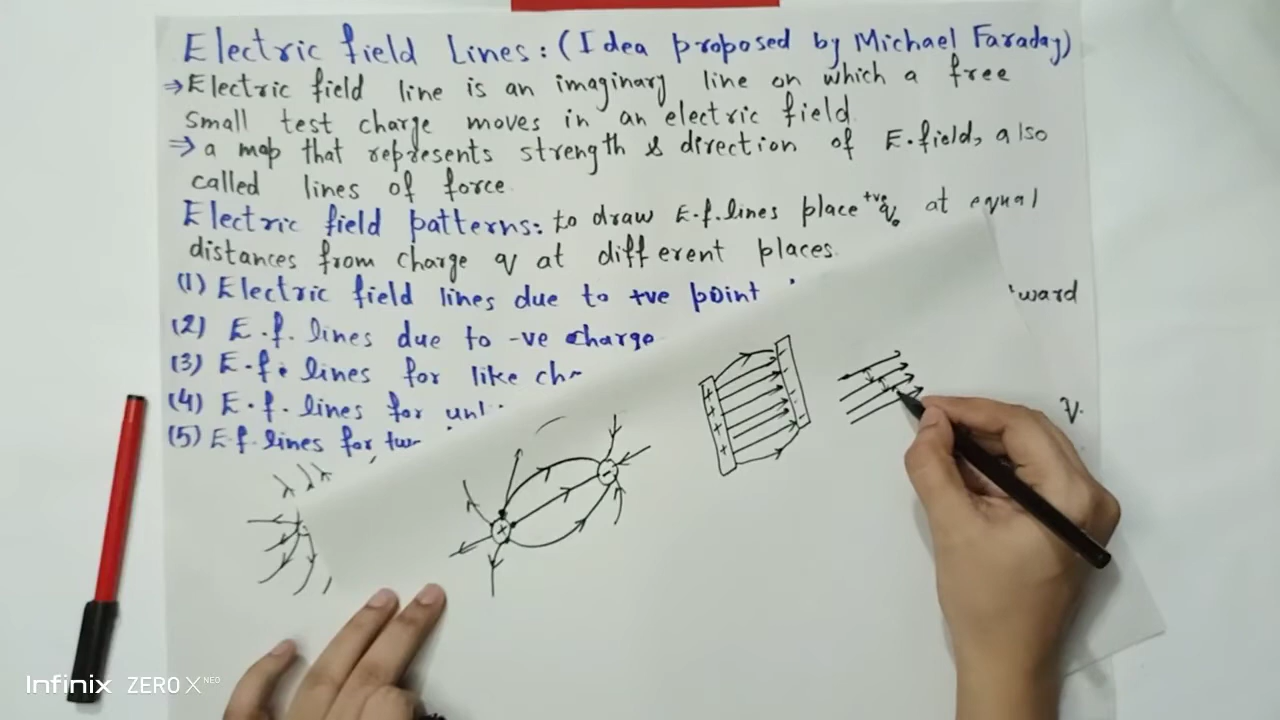 Electric field Lines: (Idea proposed by Michael Faraday)
⇒ Electric field line is an imaginary line on which a free
small test charge moves in an electric field.
⇒ a map that represents strength & direction of E.field, also
called lines of force.
Electric field patterns: to draw E.f.lines place +ve q₀ at equal
distances from charge q at different places.
(1) Electric field lines due to +ve point
(2) E.f. lines due to -ve charge
(3) E.f. lines for like
(4) E.f. lines for
(5) E.f. lines for
+ -
+ + + +
- - - -
Infinix ZERO X NEO